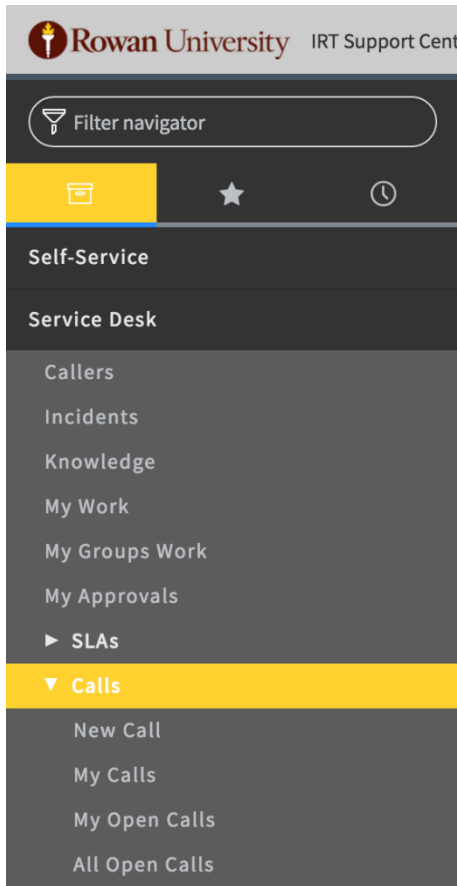 Rowan University IRT Support Cent
Filter navigator
Self-Service
Service Desk
Callers
Incidents
Knowledge
My Work
My Groups Work
My Approvals
SLAs
Calls
New Call
My Calls
My Open Calls
All Open Calls